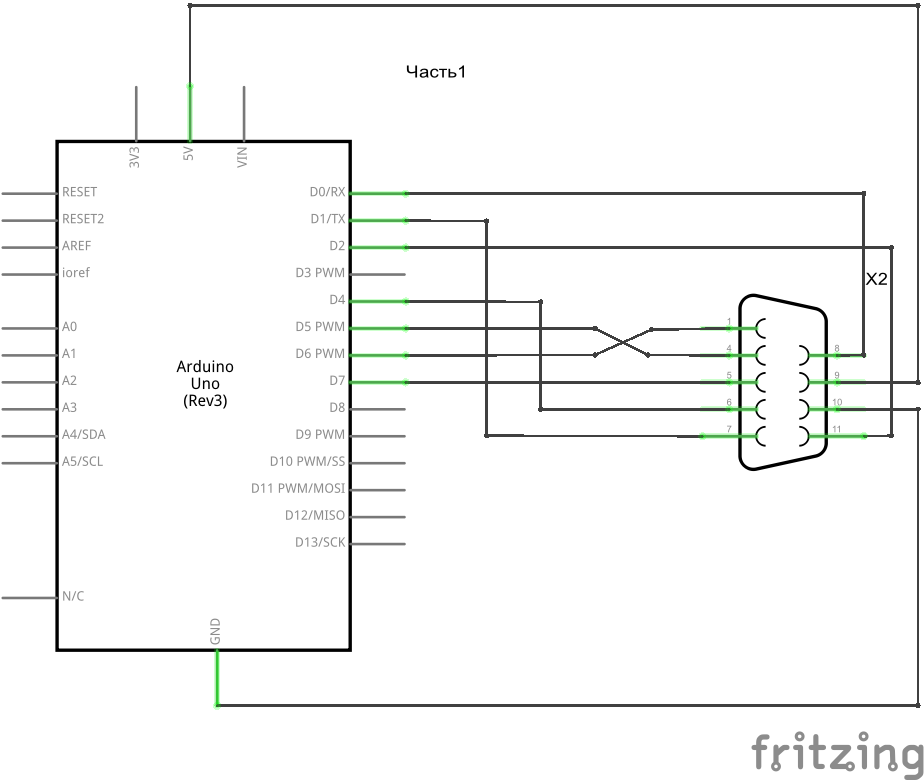 Часть1
3V3
5V
VIN
RESET
RESET2
AREF
ioref
A0
A1
A2
A3
A4/SDA
A5/SCL
N/C
Arduino
Uno
(Rev3)
D0/RX
D1/TX
D2
D3 PWM
D4
D5 PWM
D6 PWM
D7
D8
D9 PWM
D10 PWM/SS
D11 PWM/MOSI
D12/MISO
D13/SCK
GND
X2
1
4
5
6
7
8
9
10
11
fritzing